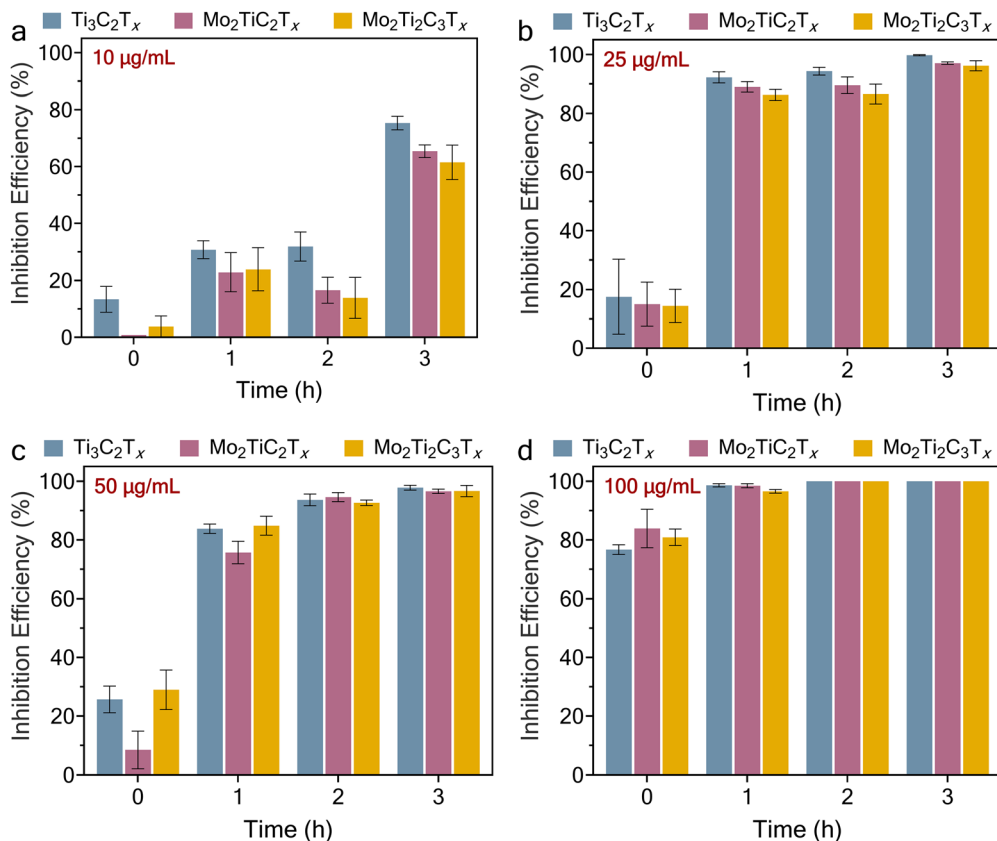 a
Ti₃C₂Tₓ Mo₂TiC₂Tₓ Mo₂Ti₂C₃Tₓ
10 µg/mL
Inhibition Efficiency (%)
100
80
60
40
20
0
0 1 2 3
Time (h)
b
Ti₃C₂Tₓ Mo₂TiC₂Tₓ Mo₂Ti₂C₃Tₓ
25 µg/mL
Inhibition Efficiency (%)
100
80
60
40
20
0
0 1 2 3
Time (h)
c
Ti₃C₂Tₓ Mo₂TiC₂Tₓ Mo₂Ti₂C₃Tₓ
50 µg/mL
Inhibition Efficiency (%)
100
80
60
40
20
0
0 1 2 3
Time (h)
d
Ti₃C₂Tₓ Mo₂TiC₂Tₓ Mo₂Ti₂C₃Tₓ
100 µg/mL
Inhibition Efficiency (%)
100
80
60
40
20
0
0 1 2 3
Time (h)